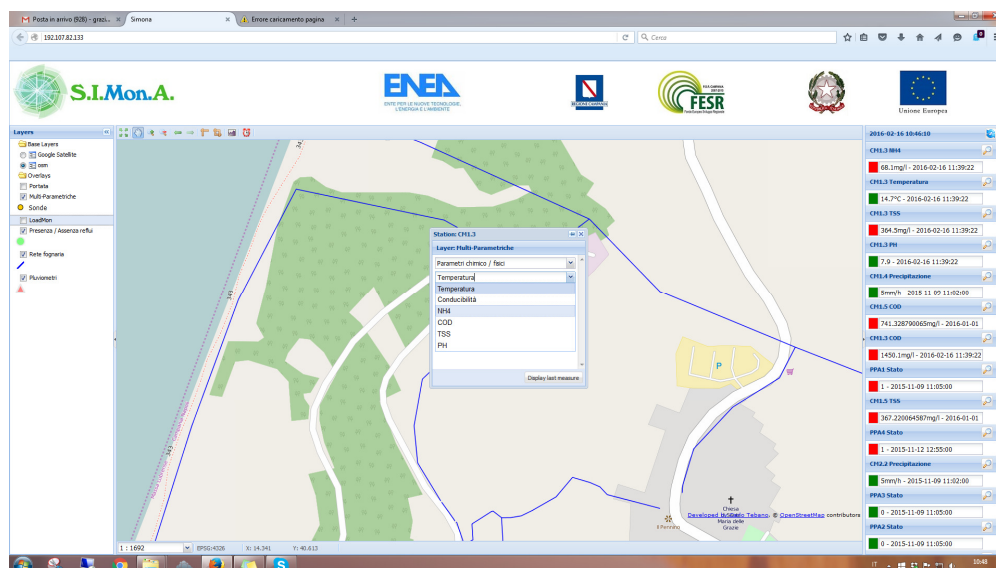 Posta in arrivo (928) - grazi...
Simona
Errore caricamento pagina
192.107.82.133
Cerca
S.I.Mon.A.
ENEA
ENTE PER LE NUOVE TECNOLOGIE,
L'ENERGIA E L'AMBIENTE
REGIONE CAMPANIA
FESR
Unione Europea
Layers
Base Layers
Google Satellite
osm
Overlays
Portata
Multi-Parametriche
Sonde
LoadMon
Presenza / Assenza reflui
Rete fognaria
Pluviometri
343
343
Station: CM1.3
Layer: Multi-Parametriche
Parametri chimico / fisici
Temperatura
Temperatura
Conducibilità
NH4
COD
TSS
PH
Display last measure
P
Chiesa
Maria delle
Grazie
Il Pennino
Developed by
Tebano, © OpenStreetMap contributors
1 : 1692
EPSG:4326
X: 14.341
Y: 40.613
2016-02-16 10:46:10
CM1.3 NH4
68.1mg/l - 2016-02-16 11:39:22
CM1.3 Temperatura
14.7°C - 2016-02-16 11:39:22
CM1.3 TSS
364.5mg/l - 2016-02-16 11:39:22
CM1.3 PH
7.9 - 2016-02-16 11:39:22
CM1.4 Precipitazione
5mm/h - 2015-11-09 11:02:00
CM1.5 COD
741.328790065mg/l - 2016-01-01
CM1.3 COD
1450.1mg/l - 2016-02-16 11:39:22
PPA1 Stato
1 - 2015-11-09 11:05:00
CM1.5 TSS
367.220064587mg/l - 2016-01-01
PPA4 Stato
1 - 2015-11-12 12:55:00
CM2.2 Precipitazione
5mm/h - 2015-11-09 11:02:00
PPA3 Stato
0 - 2015-11-09 11:05:00
PPA2 Stato
0 - 2015-11-09 11:05:00
IT
10:48